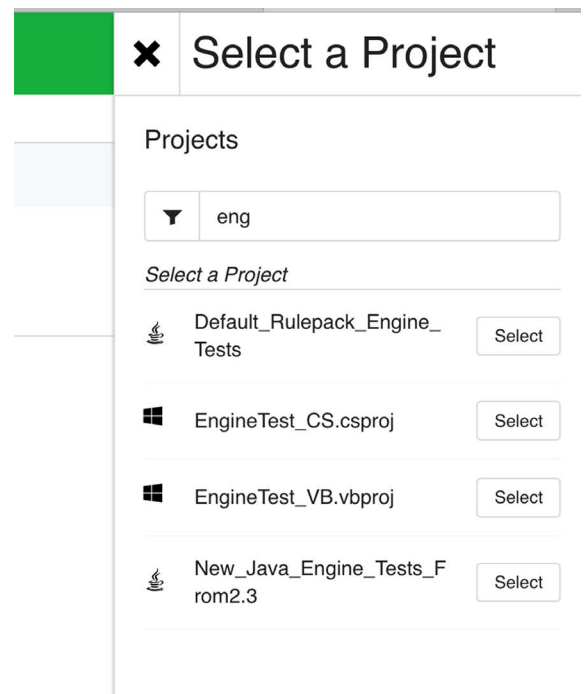 Select a Project
Projects
eng
Select a Project
Default_Rulepack_Engine_
Tests
Select
EngineTest_CS.csproj
Select
EngineTest_VB.vbproj
Select
New_Java_Engine_Tests_F
rom2.3
Select